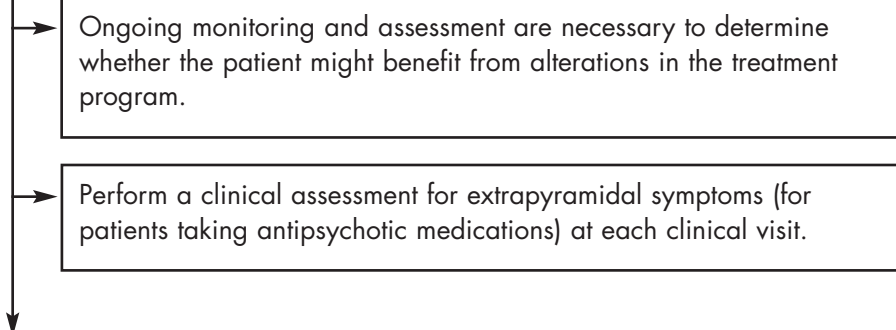 Ongoing monitoring and assessment are necessary to determine
whether the patient might benefit from alterations in the treatment
program.
Perform a clinical assessment for extrapyramidal symptoms (for
patients taking antipsychotic medications) at each clinical visit.